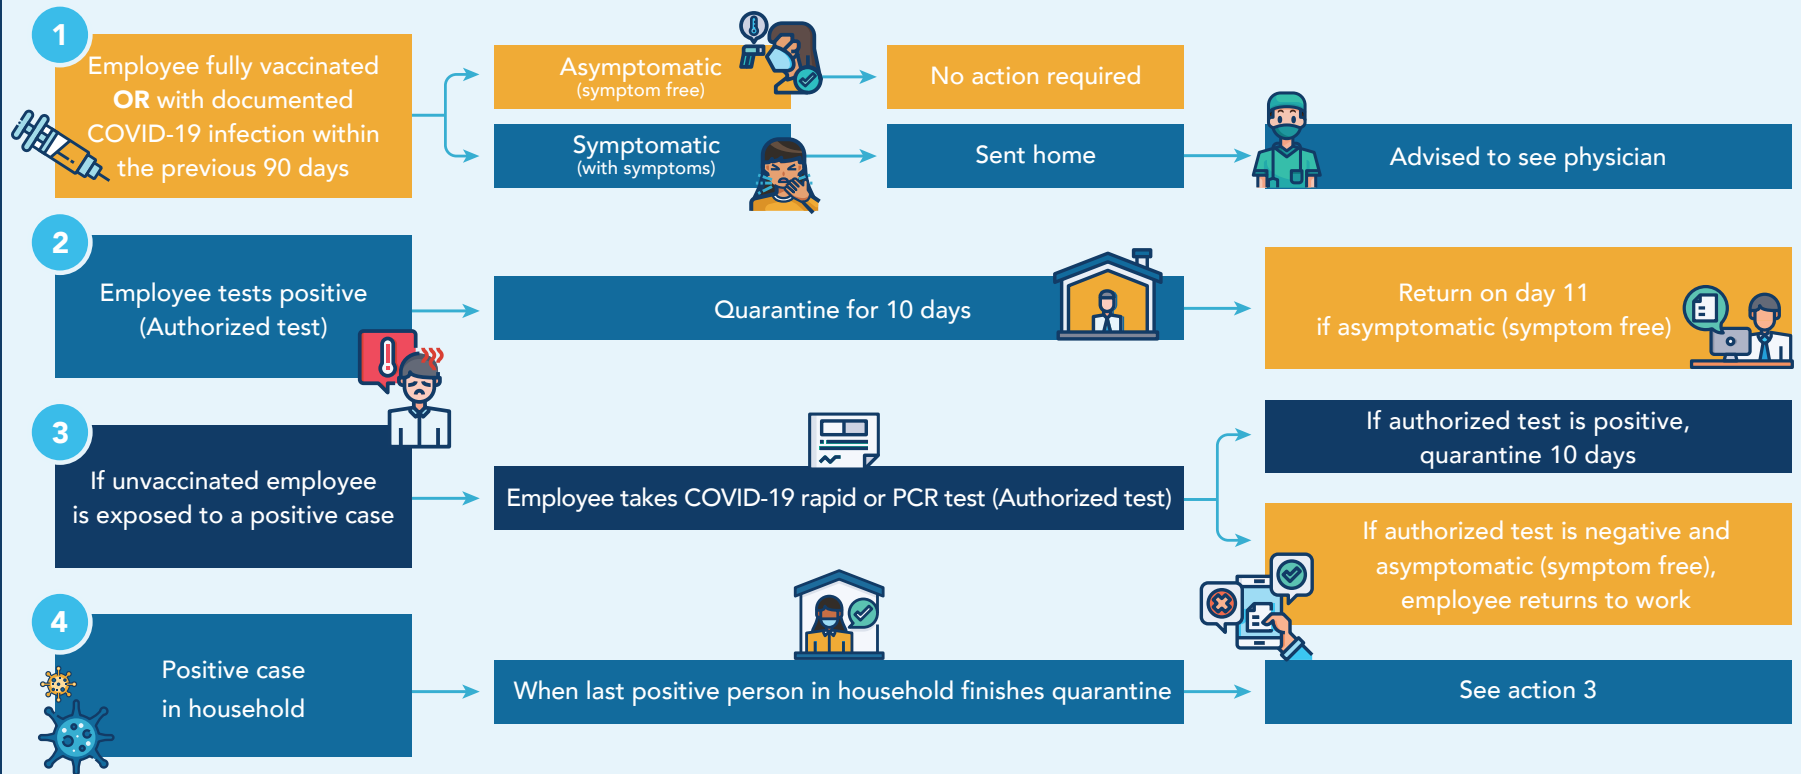 1
Employee fully vaccinated
OR with documented
COVID-19 infection within
the previous 90 days
Asymptomatic
(symptom free)
No action required
Symptomatic
(with symptoms)
Sent home
Advised to see physician
2
Employee tests positive
(Authorized test)
Quarantine for 10 days
Return on day 11
if asymptomatic (symptom free)
3
If unvaccinated employee
is exposed to a positive case
Employee takes COVID-19 rapid or PCR test (Authorized test)
If authorized test is positive,
quarantine 10 days
If authorized test is negative and
asymptomatic (symptom free),
employee returns to work
4
Positive case
in household
When last positive person in household finishes quarantine
See action 3